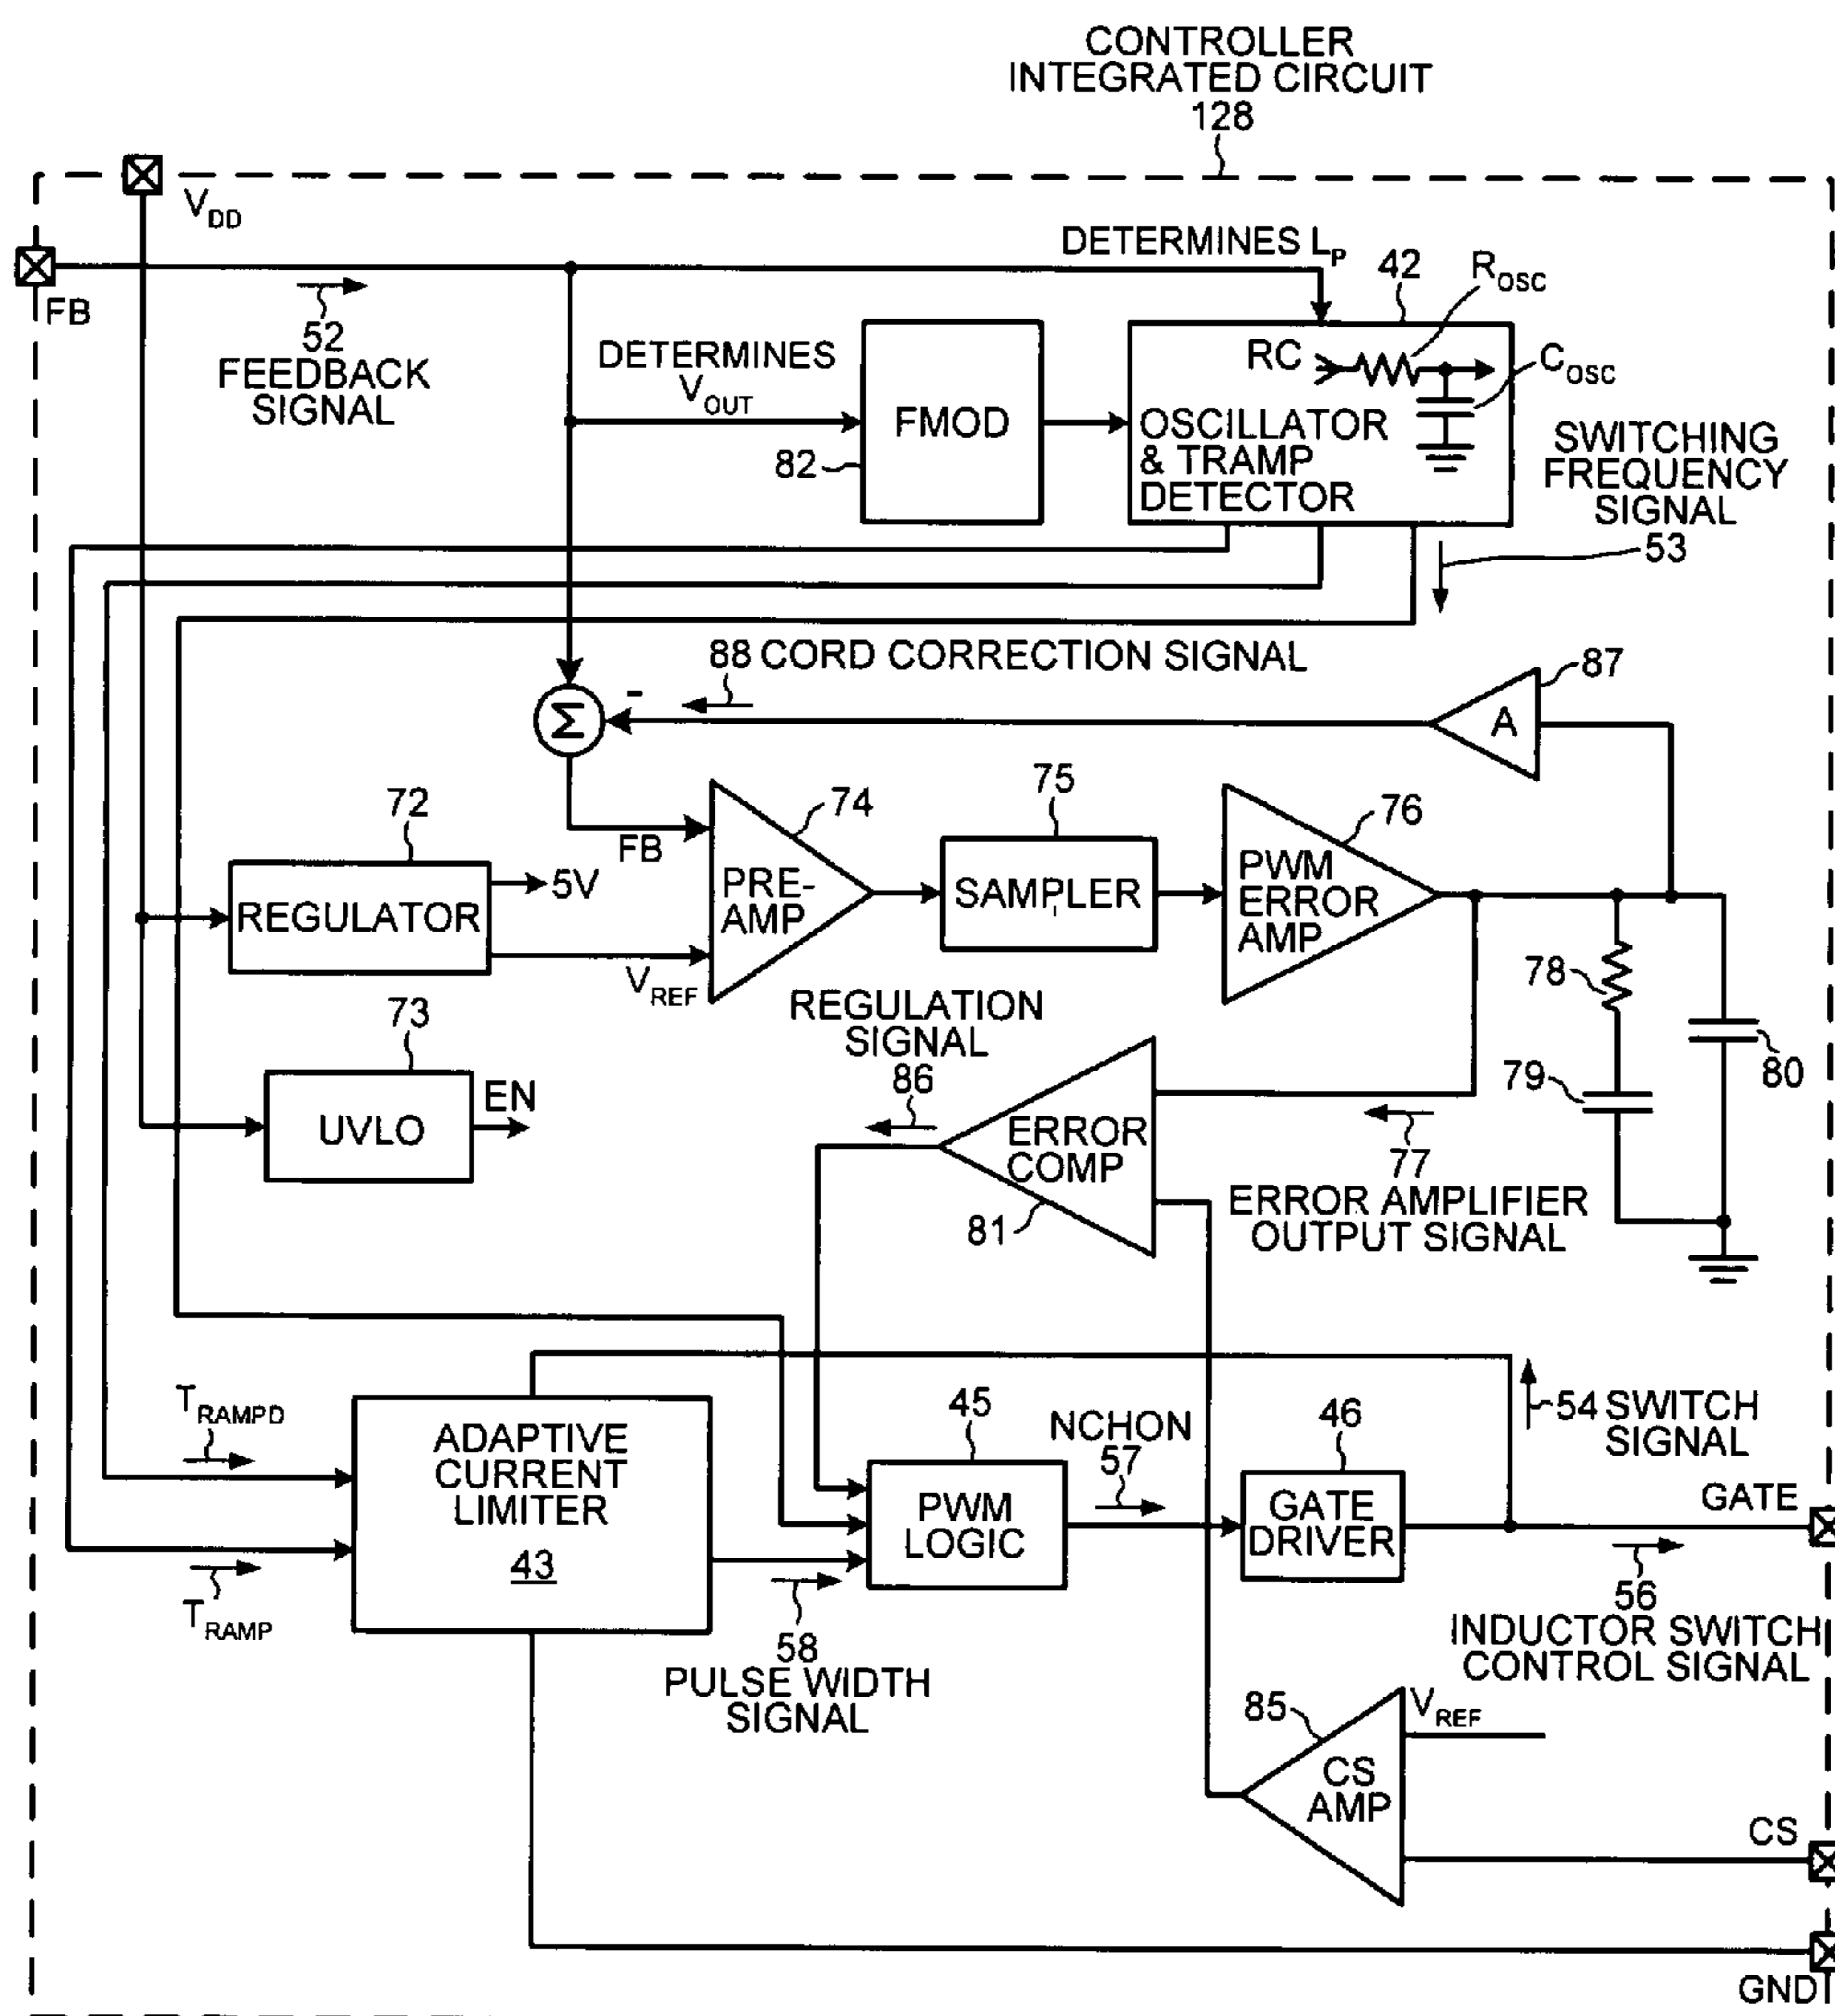 CONTROLLER
INTEGRATED CIRCUIT
128
VDD
FB
52
FEEDBACK
SIGNAL
DETERMINES LP
DETERMINES
VOUT
FMOD
82
42
ROSC
RC
COSC
OSCILLATOR
& TRAMP
DETECTOR
SWITCHING
FREQUENCY
SIGNAL
53
88 CORD CORRECTION SIGNAL
87
A
-
Σ
72
REGULATOR
5V
VREF
FB
74
PRE-
AMP
75
SAMPLER
76
PWM
ERROR
AMP
78
79
80
73
UVLO
EN
REGULATION
SIGNAL
86
ERROR
COMP
81
77
ERROR AMPLIFIER
OUTPUT SIGNAL
TRAMPD
TRAMP
ADAPTIVE
CURRENT
LIMITER
43
58
PULSE WIDTH
SIGNAL
45
PWM
LOGIC
NCHON
57
46
GATE
DRIVER
54 SWITCH
SIGNAL
GATE
56
INDUCTOR SWITCH
CONTROL SIGNAL
85
VREF
CS
AMP
CS
GND